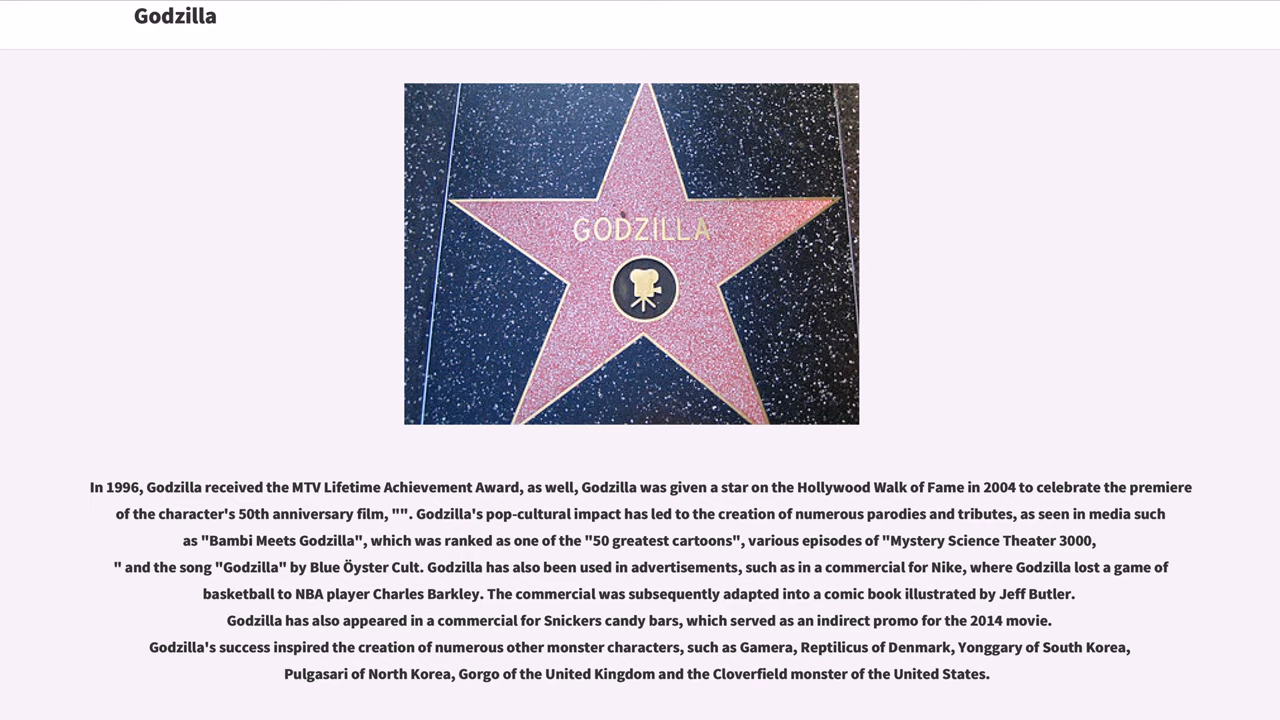 Godzilla
GODZILLA
In 1996, Godzilla received the MTV Lifetime Achievement Award, as well, Godzilla was given a star on the Hollywood Walk of Fame in 2004 to celebrate the premiere
of the character's 50th anniversary film, "". Godzilla's pop-cultural impact has led to the creation of numerous parodies and tributes, as seen in media such
as "Bambi Meets Godzilla", which was ranked as one of the "50 greatest cartoons", various episodes of "Mystery Science Theater 3000,
" and the song "Godzilla" by Blue Öyster Cult. Godzilla has also been used in advertisements, such as in a commercial for Nike, where Godzilla lost a game of
basketball to NBA player Charles Barkley. The commercial was subsequently adapted into a comic book illustrated by Jeff Butler.
Godzilla has also appeared in a commercial for Snickers candy bars, which served as an indirect promo for the 2014 movie.
Godzilla's success inspired the creation of numerous other monster characters, such as Gamera, Reptilicus of Denmark, Yonggary of South Korea,
Pulgasari of North Korea, Gorgo of the United Kingdom and the Cloverfield monster of the United States.